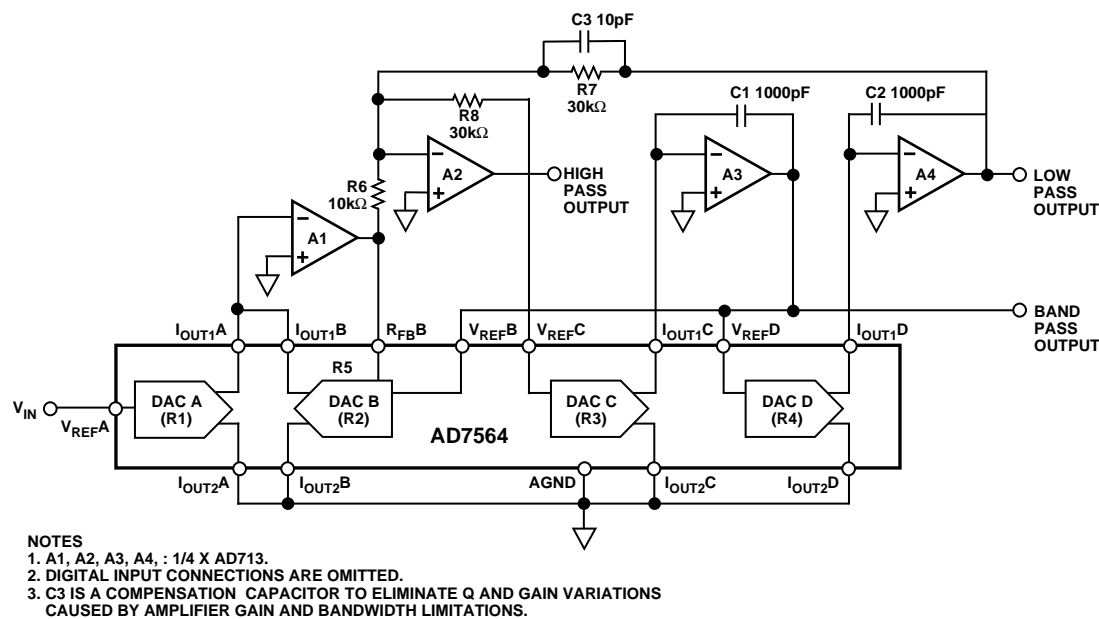 C3 10pF
R7
30kΩ
C1 1000pF
C2 1000pF
R8
30kΩ
R6
10kΩ
–
+
A1
–
+
A2
–
+
A3
–
+
A4
HIGH
PASS
OUTPUT
LOW
PASS
OUTPUT
BAND
PASS
OUTPUT
IOUT1A
IOUT1B
RFBB
VREFB
VREFC
IOUT1C
VREFD
IOUT1D
R5
VIN
VREFA
DAC A
(R1)
DAC B
(R2)
DAC C
(R3)
DAC D
(R4)
AD7564
IOUT2A
IOUT2B
AGND
IOUT2C
IOUT2D
NOTES
1. A1, A2, A3, A4, : 1/4 X AD713.
2. DIGITAL INPUT CONNECTIONS ARE OMITTED.
3. C3 IS A COMPENSATION CAPACITOR TO ELIMINATE Q AND GAIN VARIATIONS
CAUSED BY AMPLIFIER GAIN AND BANDWIDTH LIMITATIONS.